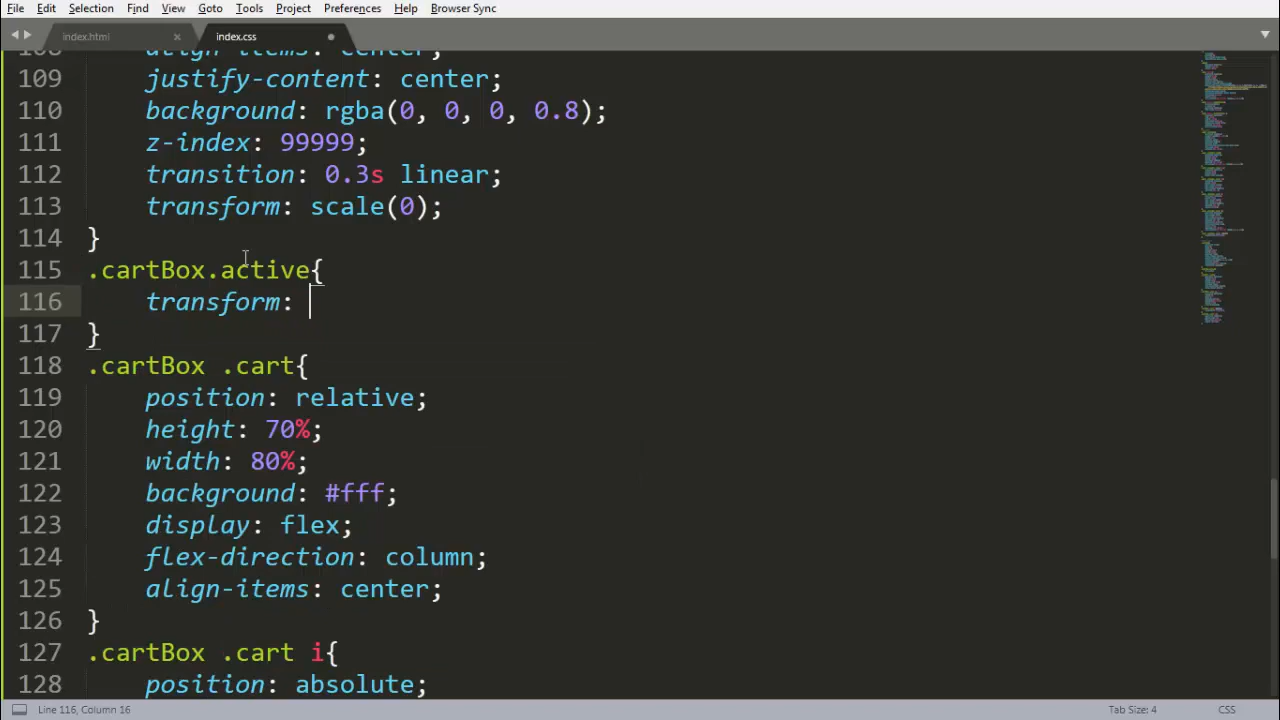 File Edit Selection Find View Goto Tools Project Preferences Help Browser Sync
index.html × index.css
108 align-items: center;
109 justify-content: center;
110 background: rgba(0, 0, 0, 0.8);
111 z-index: 99999;
112 transition: 0.3s linear;
113 transform: scale(0);
114 }
115 .cartBox.active{
116 transform:
117 }
118 .cartBox .cart{
119 position: relative;
120 height: 70%;
121 width: 80%;
122 background: #fff;
123 display: flex;
124 flex-direction: column;
125 align-items: center;
126 }
127 .cartBox .cart i{
128 position: absolute;
Line 116, Column 16 Tab Size: 4 CSS